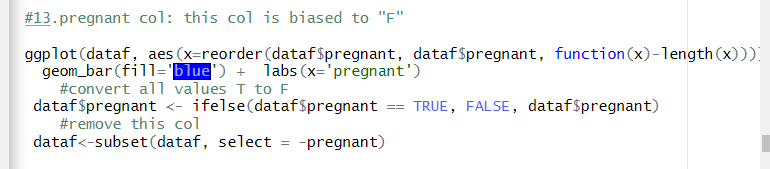 #13.pregnant col: this col is biased to "F"
ggplot(dataf, aes(x=reorder(dataf$pregnant, dataf$pregnant, function(x)-length(x))))
geom_bar(fill='blue') + labs(x='pregnant')
#convert all values T to F
dataf$pregnant <- ifelse(dataf$pregnant == TRUE, FALSE, dataf$pregnant)
#remove this col
dataf<-subset(dataf, select = -pregnant)